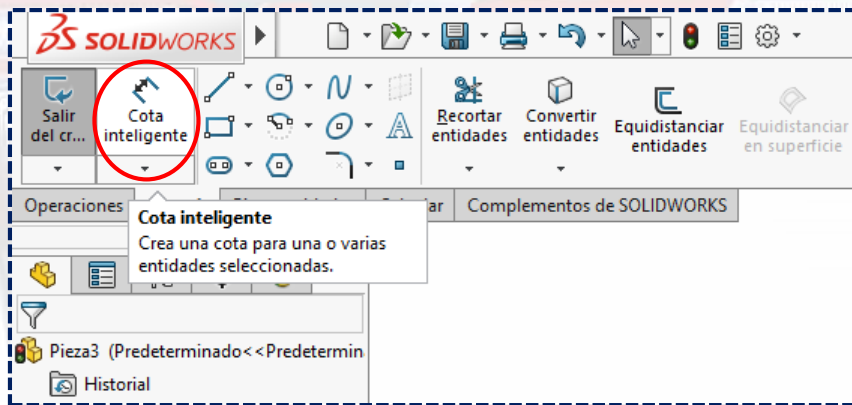 SOLIDWORKS
Salir del cr...
Cota inteligente
Recortar entidades
Convertir entidades
Equidistanciar entidades
Equidistanciar en superficie
Operaciones
ar
Complementos de SOLIDWORKS
Cota inteligente
Crea una cota para una o varias
entidades seleccionadas.
Pieza3 (Predeterminado<<Predetermin
Historial